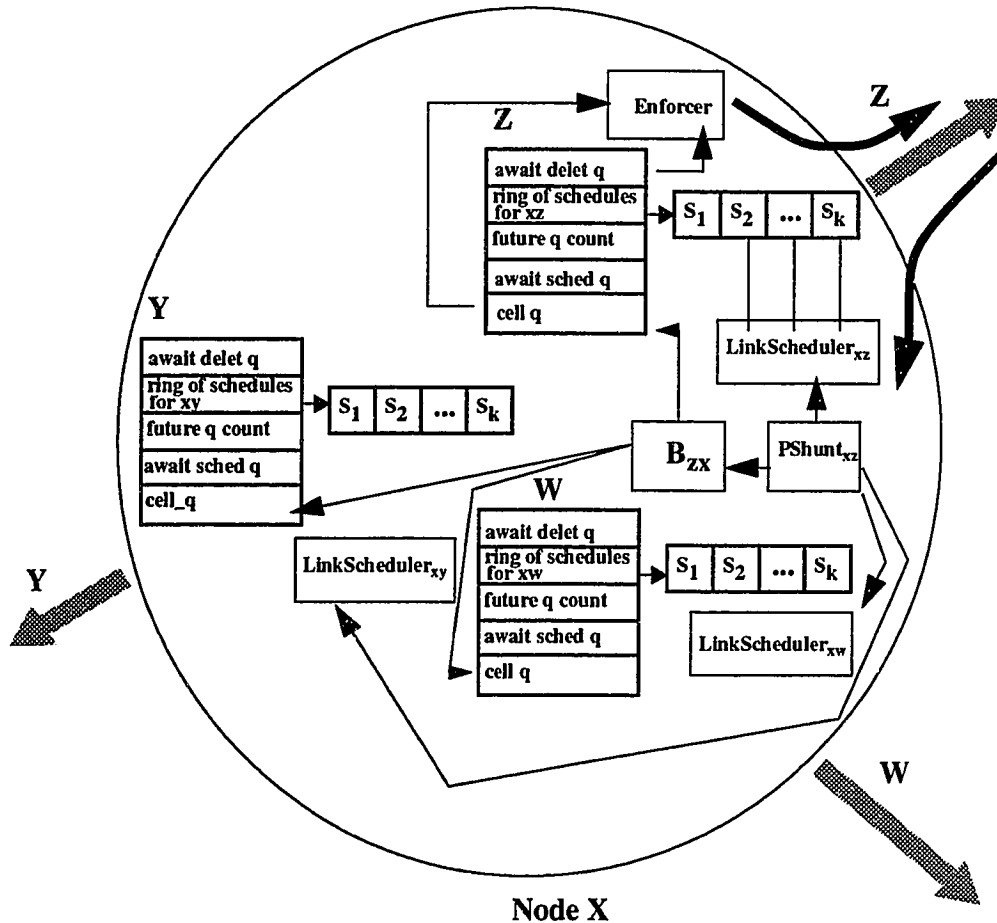 Enforcer
Z
Z
await delet q
ring of schedules
for xz
future q count
await sched q
cell q
S1 S2 ... Sk
LinkSchedulerxz
Y
await delet q
ring of schedules
for xy
future q count
await sched q
cell_q
S1 S2 ... Sk
Bzx
PShuntxz
W
await delet q
ring of schedules
for xw
future q count
await sched q
cell q
S1 S2 ... Sk
LinkSchedulerxy
LinkSchedulerxw
Y
W
Node X